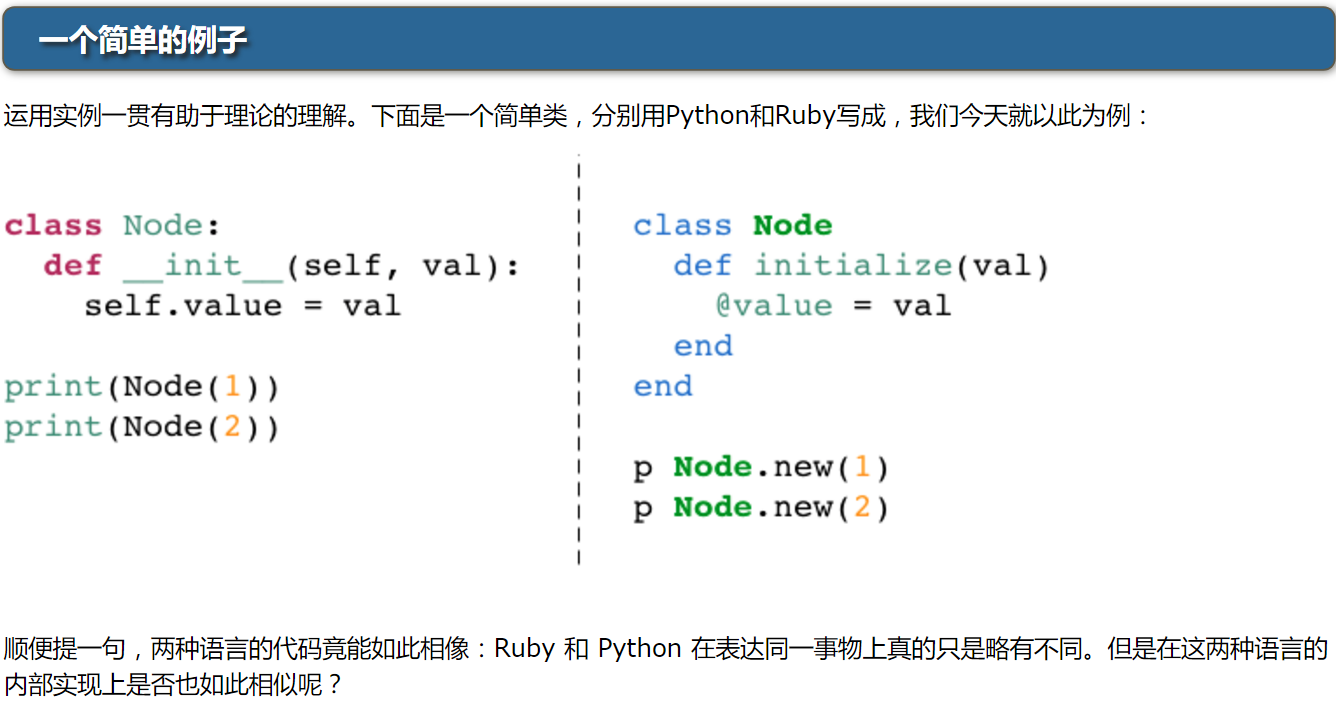 一个简单的例子
运用实例一贯有助于理论的理解。下面是一个简单类，分别用Python和Ruby写成，我们今天就以此为例：
class Node:
  def __init__(self, val):
    self.value = val
print(Node(1))
print(Node(2))
class Node
  def initialize(val)
    @value = val
  end
end
p Node.new(1)
p Node.new(2)
顺便提一句，两种语言的代码竟能如此相像：Ruby 和 Python 在表达同一事物上真的只是略有不同。但是在这两种语言的
内部实现上是否也如此相似呢？